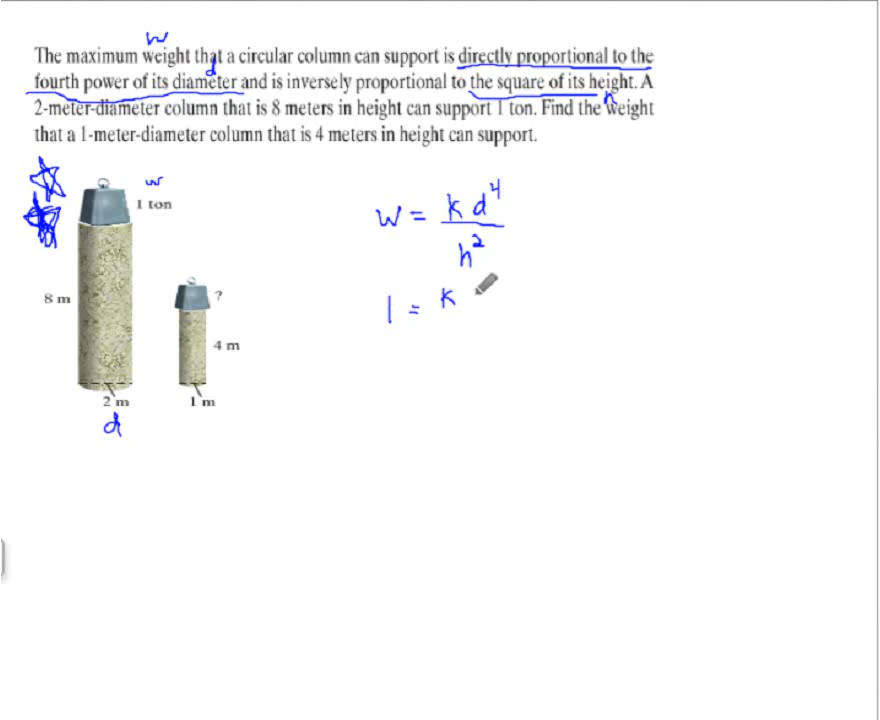 w
The maximum weight that a circular column can support is directly proportional to the
d
fourth power of its diameter and is inversely proportional to the square of its height. A
h
2-meter-diameter column that is 8 meters in height can support 1 ton. Find the weight
that a 1-meter-diameter column that is 4 meters in height can support.
w
1 ton
w = k d⁴ / h²
8 m
?
1 = k
4 m
2 m
1 m
d